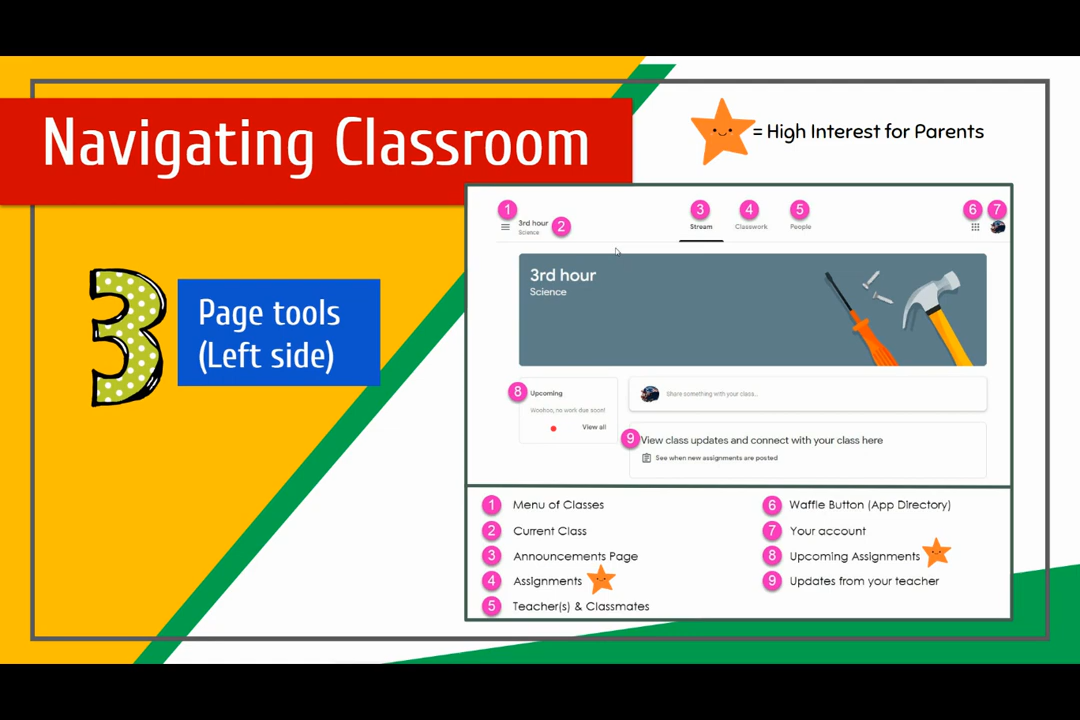 Navigating Classroom
= High Interest for Parents
3
Page tools
(Left side)
1
3rd hour
Science
2
3
Stream
4
Classwork
5
People
6
7
3rd hour
Science
8
Upcoming
Woohoo, no work due soon!
View all
Share something with your class...
9
View class updates and connect with your class here
See when new assignments are posted
1 Menu of Classes
2 Current Class
3 Announcements Page
4 Assignments
5 Teacher(s) & Classmates
6 Waffle Button (App Directory)
7 Your account
8 Upcoming Assignments
9 Updates from your teacher